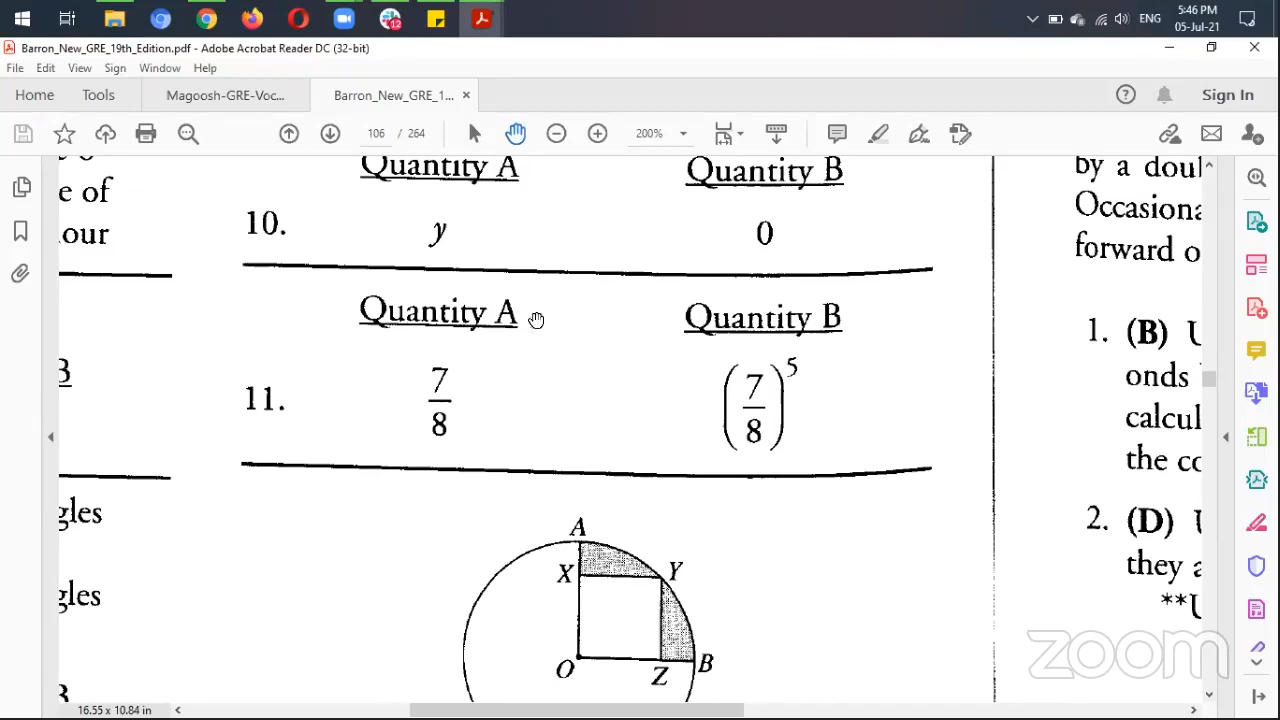 5:46 PM
ENG
05-Jul-21
12
Barron_New_GRE_19th_Edition.pdf - Adobe Acrobat Reader DC (32-bit)
File Edit View Sign Window Help
Home Tools Magoosh-GRE-Voc... Barron_New_GRE_1... × Sign In
106 / 264 200%
e of
our
B
gles
gles
B
Quantity A Quantity B
10. y 0
Quantity A Quantity B
11. 7/8 (7/8)^5
A
X Y
O Z B
by a doul
Occasiona
forward o
1. (B) U
onds
calcul
the co
2. (D) U
they a
**U
zoom
16.55 x 10.84 in